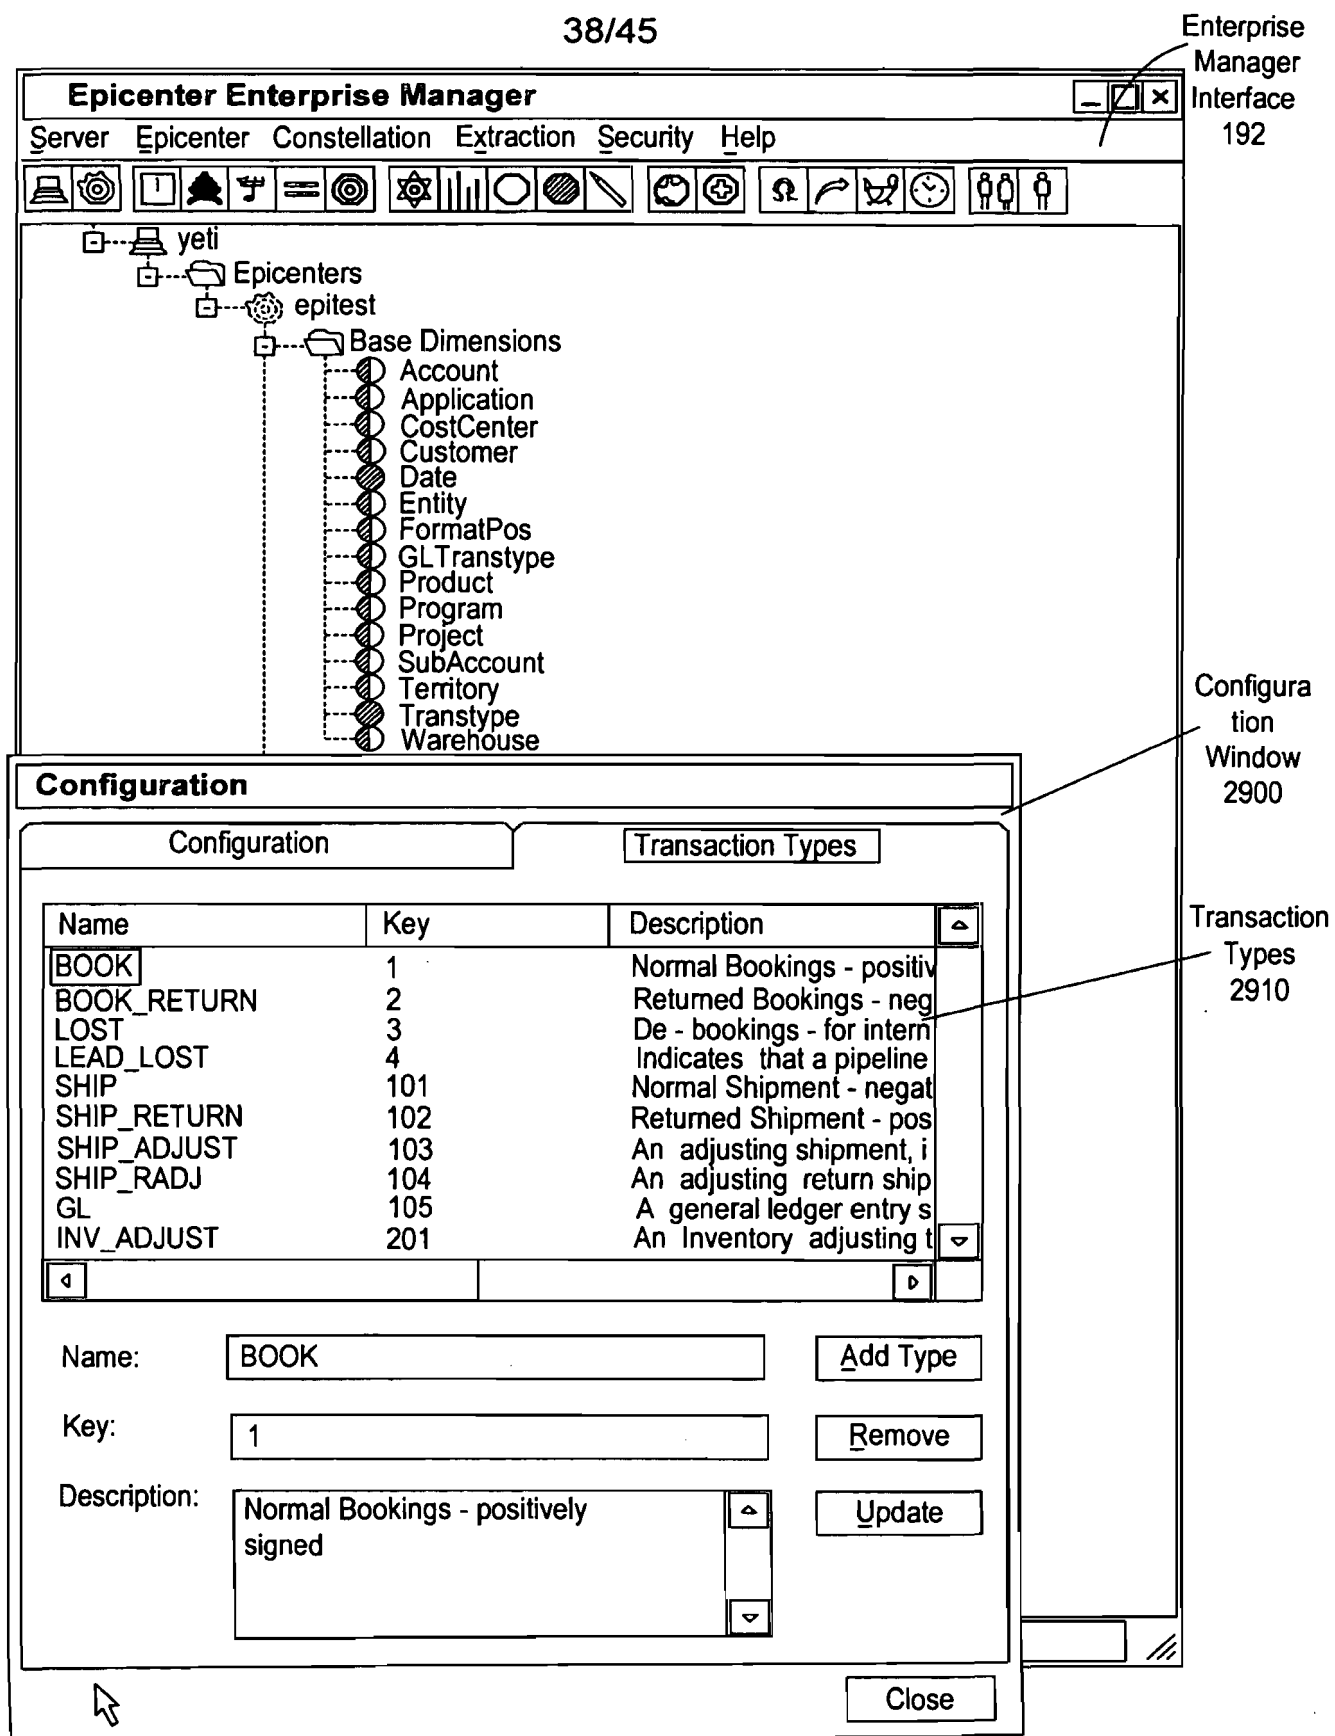 38/45
Enterprise
Manager
Interface
192
Epicenter Enterprise Manager
Server Epicenter Constellation Extraction Security Help
yeti
Epicenters
epitest
Base Dimensions
Account
Application
CostCenter
Customer
Date
Entity
FormatPos
GLTranstype
Product
Program
Project
SubAccount
Territory
Transtype
Warehouse
Configura
tion
Window
2900
Configuration
Configuration Transaction Types
Transaction
Types
2910
Name Key Description
BOOK 1 Normal Bookings - positiv
BOOK_RETURN 2 Returned Bookings - neg
LOST 3 De - bookings - for intern
LEAD_LOST 4 Indicates that a pipeline
SHIP 101 Normal Shipment - negat
SHIP_RETURN 102 Returned Shipment - pos
SHIP_ADJUST 103 An adjusting shipment, i
SHIP_RADJ 104 An adjusting return ship
GL 105 A general ledger entry s
INV_ADJUST 201 An Inventory adjusting t
Name: BOOK Add Type
Key: 1 Remove
Description: Normal Bookings - positively
signed
Update
Close